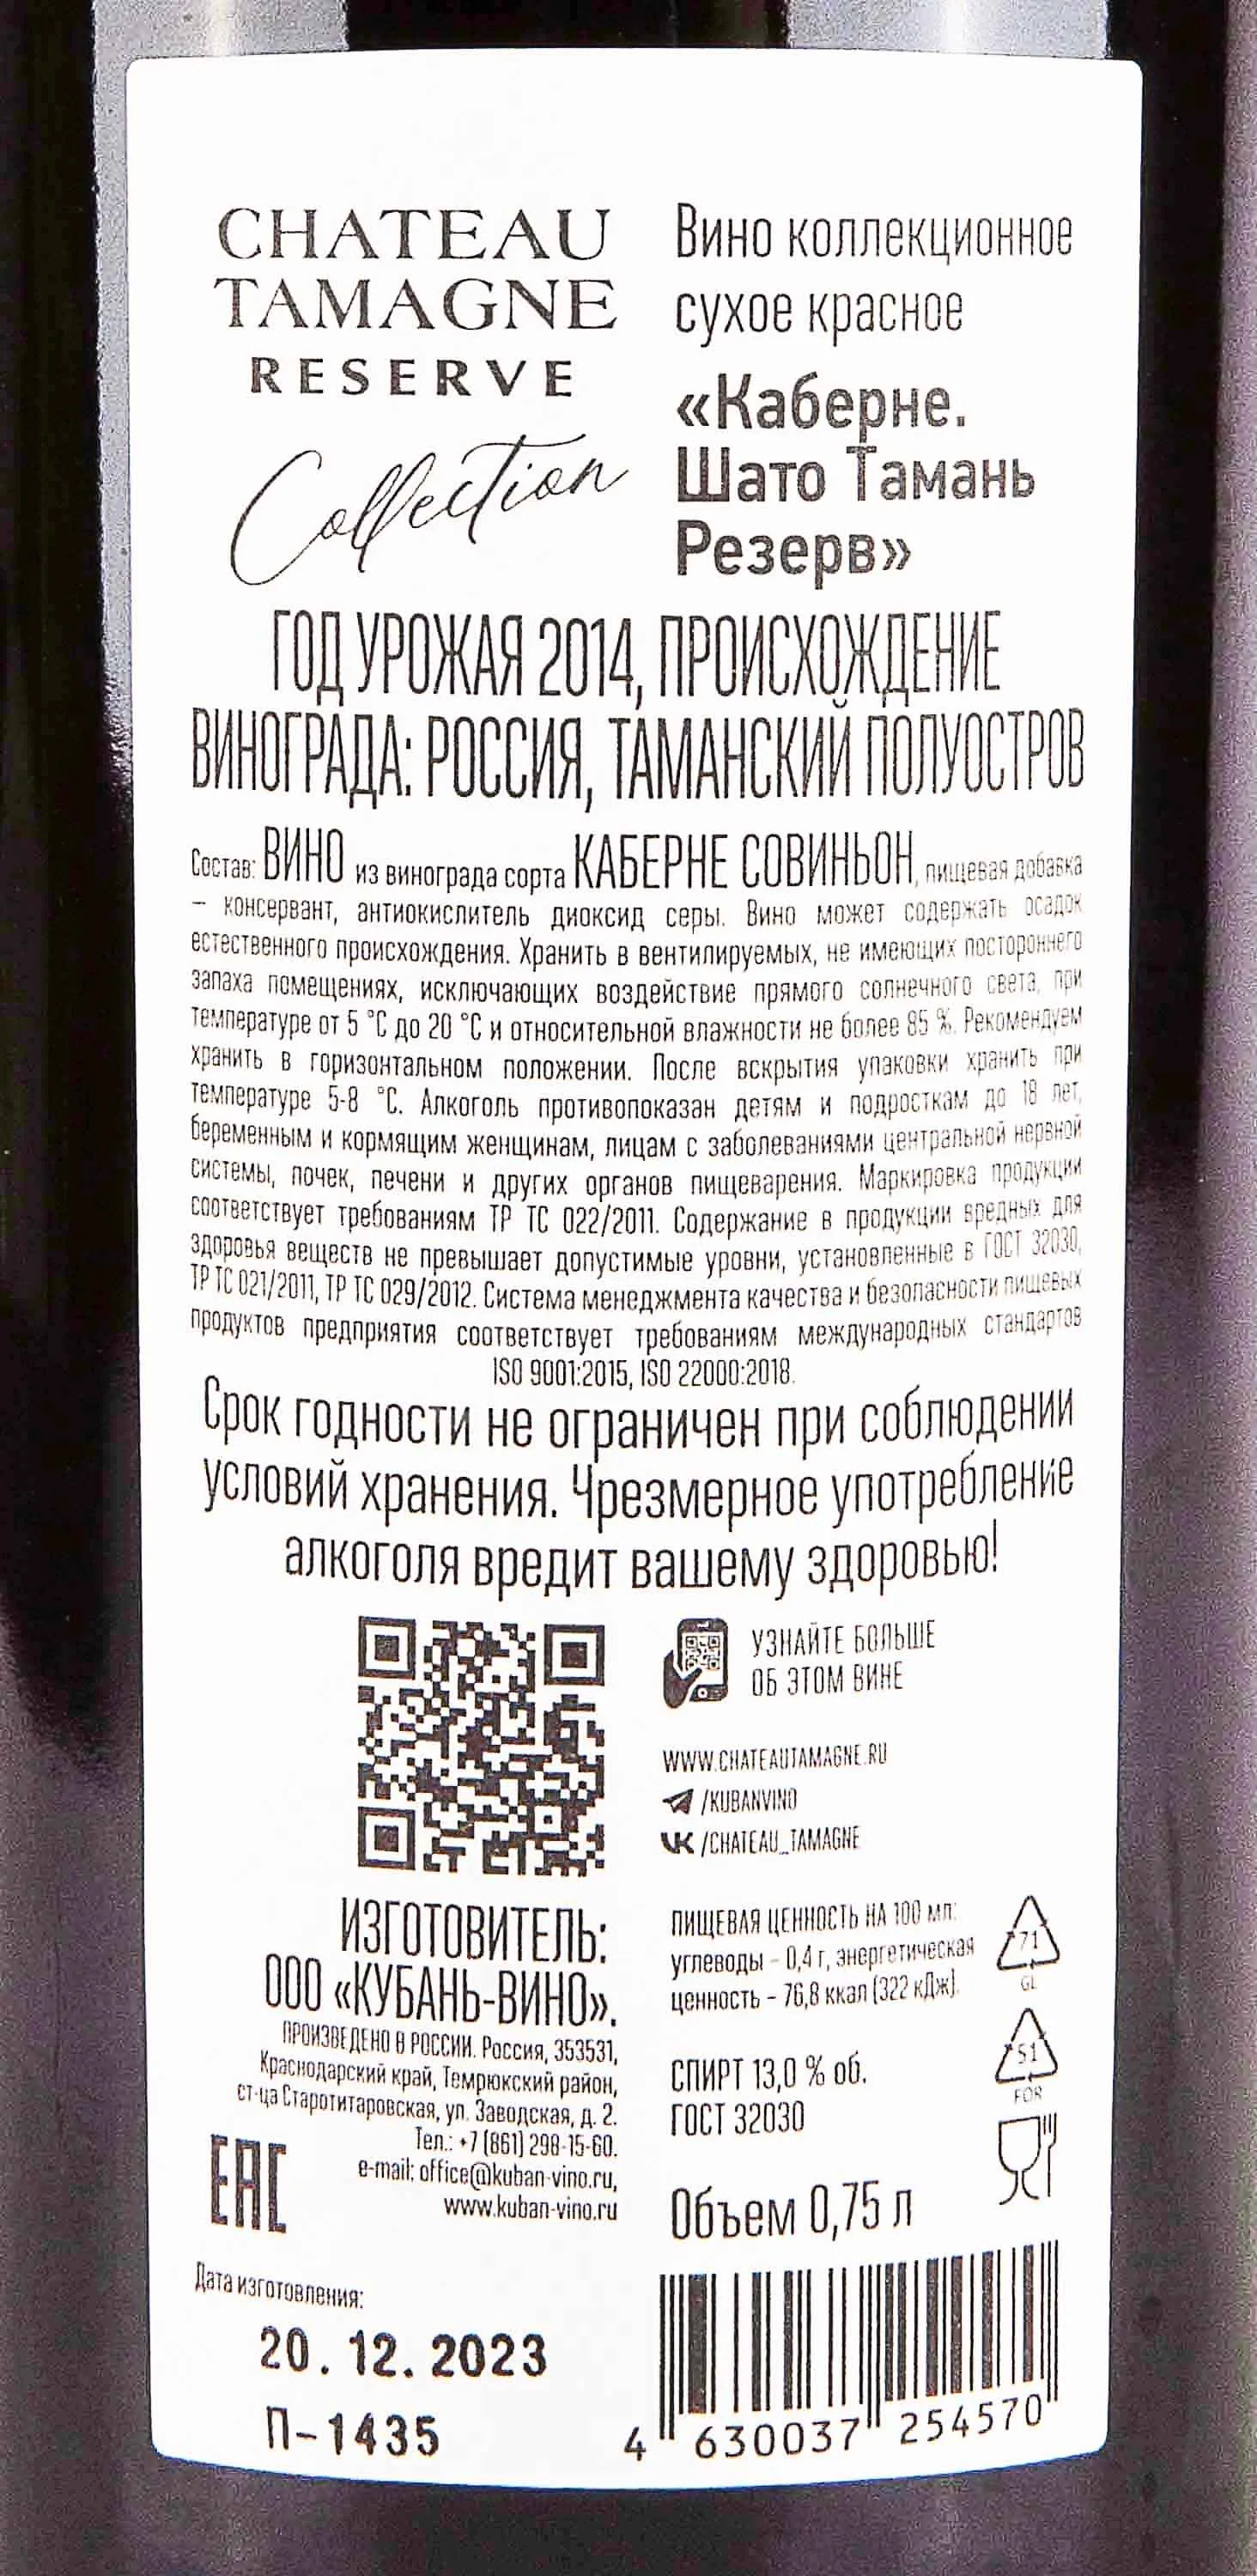 CHATEAU
TAMAGNE
RESERVE
Collection
Вино коллекционное
сухое красное
«Каберне.
Шато Тамань
Резерв»
ГОД УРОЖАЯ 2014, ПРОИСХОЖДЕНИЕ
ВИНОГРАДА: РОССИЯ, ТАМАНСКИЙ ПОЛУОСТРОВ
Состав: ВИНО из винограда сорта КАБЕРНЕ СОВИНЬОН, пищевая добавка
– консервант, антиокислитель диоксид серы. Вино может содержать осадок
естественного происхождения. Хранить в вентилируемых, не имеющих постороннего
запаха помещениях, исключающих воздействие прямого солнечного света, при
температуре от 5 °С до 20 °С и относительной влажности не более 85 %. Рекомендуем
хранить в горизонтальном положении. После вскрытия упаковки хранить при
температуре 5-8 °С. Алкоголь противопоказан детям и подросткам до 18 лет,
беременным и кормящим женщинам, лицам с заболеваниями центральной нервной
системы, почек, печени и других органов пищеварения. Маркировка продукции
соответствует требованиям ТР ТС 022/2011. Содержание в продукции вредных для
здоровья веществ не превышает допустимые уровни, установленные в ГОСТ 32030,
ТР ТС 021/2011, ТР ТС 029/2012. Система менеджмента качества и безопасности пищевых
продуктов предприятия соответствует требованиям международных стандартов
ISO 9001:2015, ISO 22000:2018.
Срок годности не ограничен при соблюдении
условий хранения. Чрезмерное употребление
алкоголя вредит вашему здоровью!
УЗНАЙТЕ БОЛЬШЕ
ОБ ЭТОМ ВИНЕ
WWW.CHATEAUTAMAGNE.RU
/KUBANVINO
/CHATEAU_TAMAGNE
ИЗГОТОВИТЕЛЬ:
ООО «КУБАНЬ-ВИНО».
ПРОИЗВЕДЕНО В РОССИИ. Россия, 353531,
Краснодарский край, Темрюкский район,
ст-ца Старотитаровская, ул. Заводская, д. 2.
Тел.: +7 (861) 298-15-60.
e-mail: office@kuban-vino.ru,
www.kuban-vino.ru
EAC
Дата изготовления:
20. 12. 2023
П-1435
ПИЩЕВАЯ ЦЕННОСТЬ НА 100 мл:
углеводы – 0,4 г, энергетическая
ценность – 76,8 ккал (322 кДж).
71
GL
51
FOR
СПИРТ 13,0 % об.
ГОСТ 32030
Объем 0,75 л
4 630037 254570